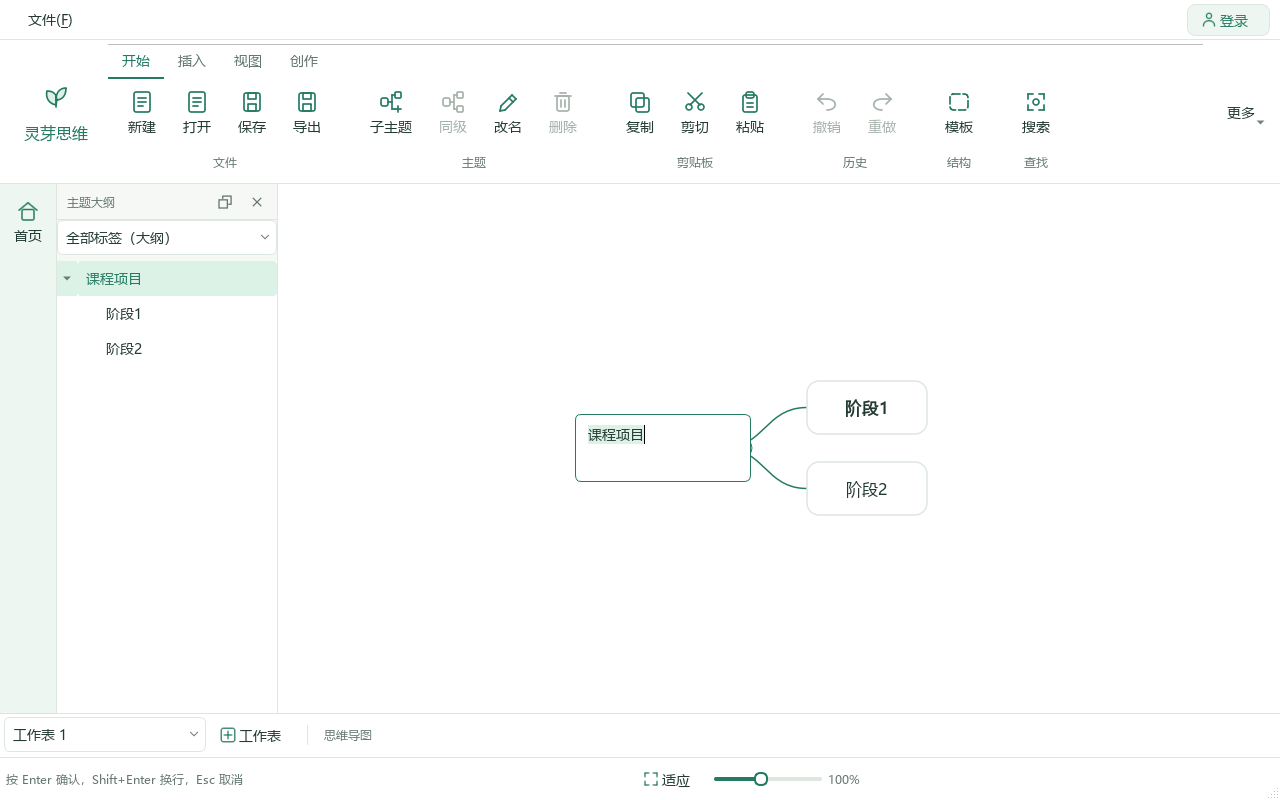 文件(F)
登录
灵芽思维
开始 插入 视图 创作
新建 打开 保存 导出 子主题 同级 改名 删除 复制 剪切 粘贴 撤销 重做 模板 搜索
更多
文件 主题 剪贴板 历史 结构 查找
首页
主题大纲
全部标签（大纲）
课程项目
阶段1
阶段2
课程项目
阶段1
阶段2
工作表 1
工作表
思维导图
按 Enter 确认，Shift+Enter 换行，Esc 取消
适应
100%